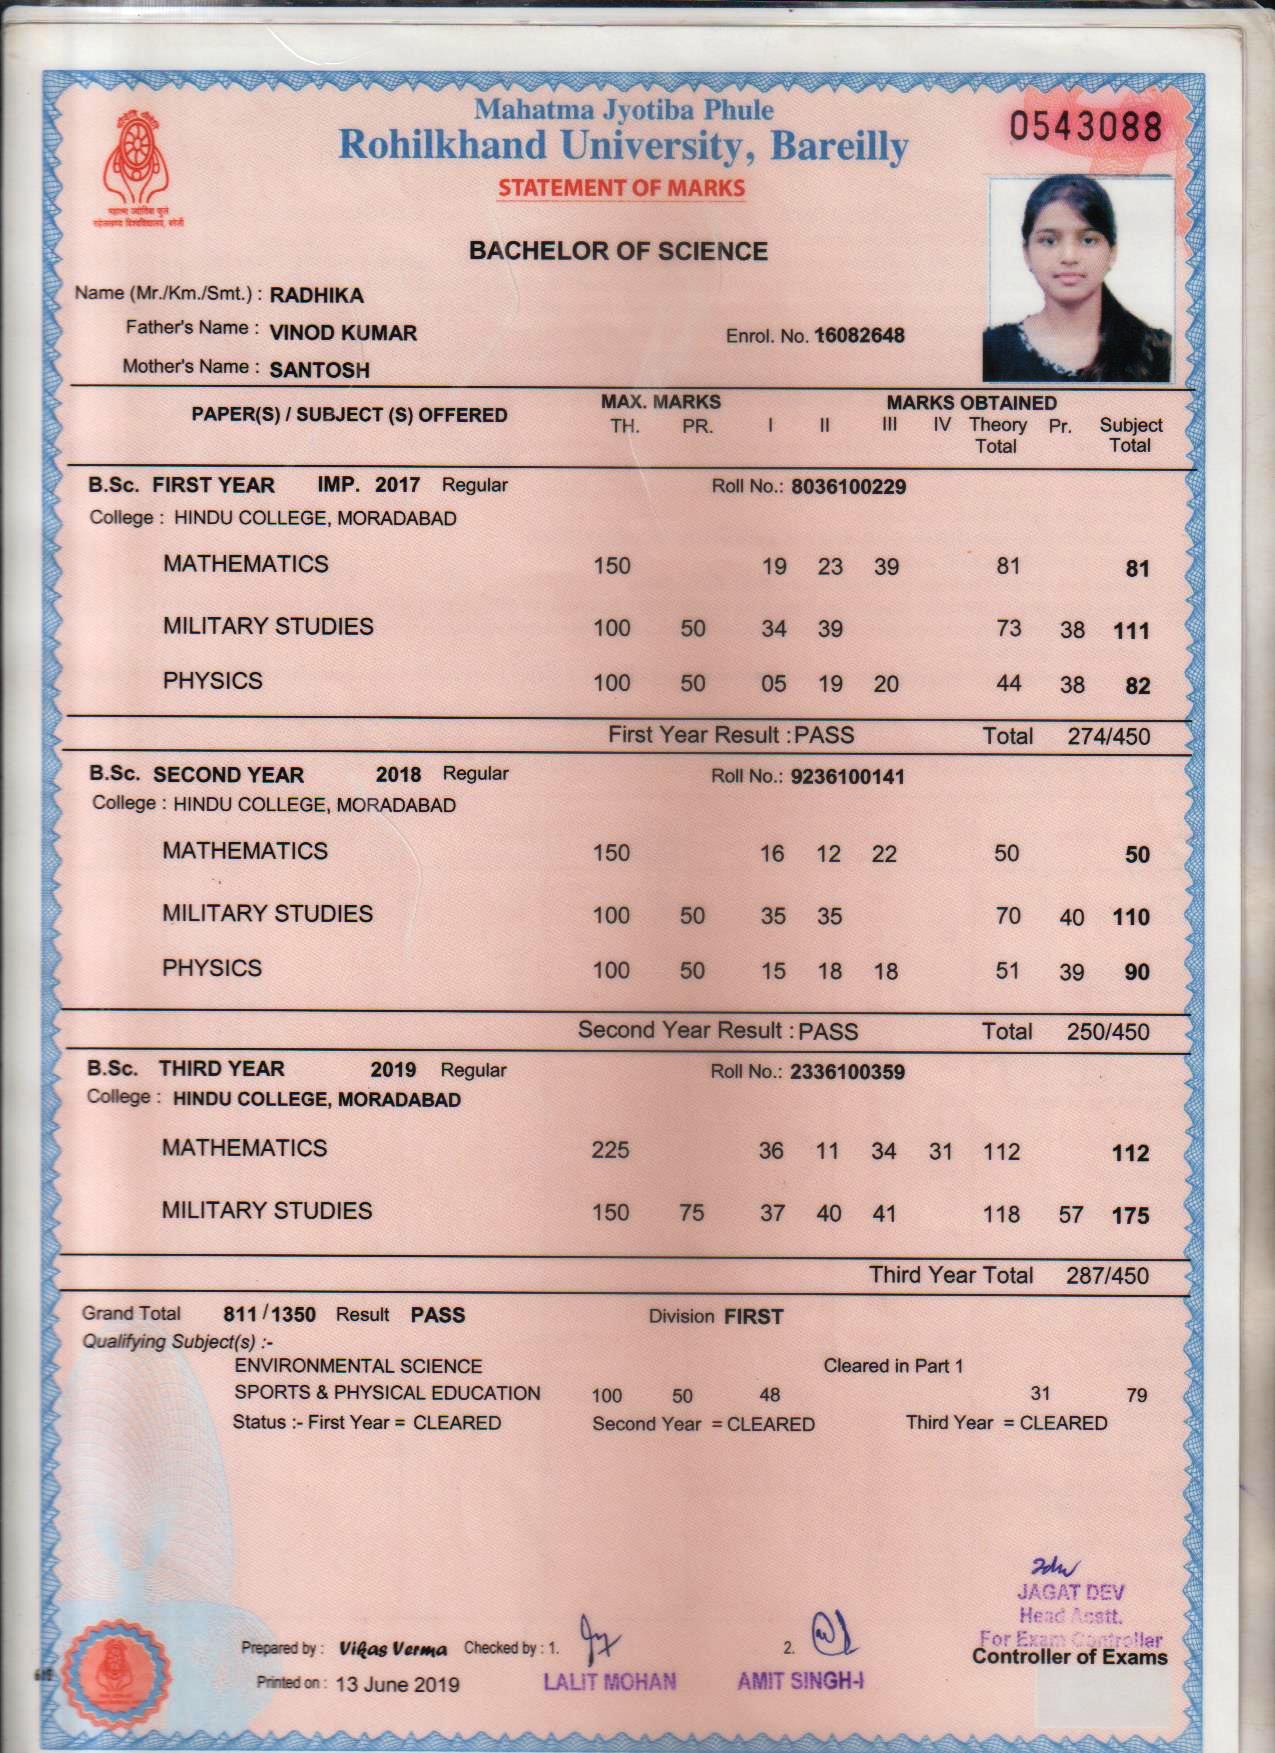 Mahatma Jyotiba Phule
0543088
Rohilkhand University, Bareilly
STATEMENT OF MARKS
महात्मा ज्योतिबा फुले
रुहेलखण्ड विश्वविद्यालय, बरेली
BACHELOR OF SCIENCE
Name (Mr./Km./Smt.) : RADHIKA
Father's Name : VINOD KUMAR
Enrol. No. 16082648
Mother's Name : SANTOSH
PAPER(S) / SUBJECT (S) OFFERED MAX. MARKS MARKS OBTAINED
TH. PR. I II III IV Theory Total Pr. Subject Total
B.Sc. FIRST YEAR IMP. 2017 Regular Roll No.: 8036100229
College : HINDU COLLEGE, MORADABAD
MATHEMATICS 150 19 23 39 81 81
MILITARY STUDIES 100 50 34 39 73 38 111
PHYSICS 100 50 05 19 20 44 38 82
First Year Result : PASS Total 274/450
B.Sc. SECOND YEAR 2018 Regular Roll No.: 9236100141
College : HINDU COLLEGE, MORADABAD
MATHEMATICS 150 16 12 22 50 50
MILITARY STUDIES 100 50 35 35 70 40 110
PHYSICS 100 50 15 18 18 51 39 90
Second Year Result : PASS Total 250/450
B.Sc. THIRD YEAR 2019 Regular Roll No.: 2336100359
College : HINDU COLLEGE, MORADABAD
MATHEMATICS 225 36 11 34 31 112 112
MILITARY STUDIES 150 75 37 40 41 118 57 175
Third Year Total 287/450
Grand Total 811/1350 Result PASS Division FIRST
Qualifying Subject(s) :-
ENVIRONMENTAL SCIENCE Cleared in Part 1
SPORTS & PHYSICAL EDUCATION 100 50 48 31 79
Status :- First Year = CLEARED Second Year = CLEARED Third Year = CLEARED
JAGAT DEV
Head Asstt.
For Exam Controller
Controller of Exams
Prepared by : Vikas Verma Checked by : 1. 2.
Printed on : 13 June 2019 LALIT MOHAN AMIT SINGH-I